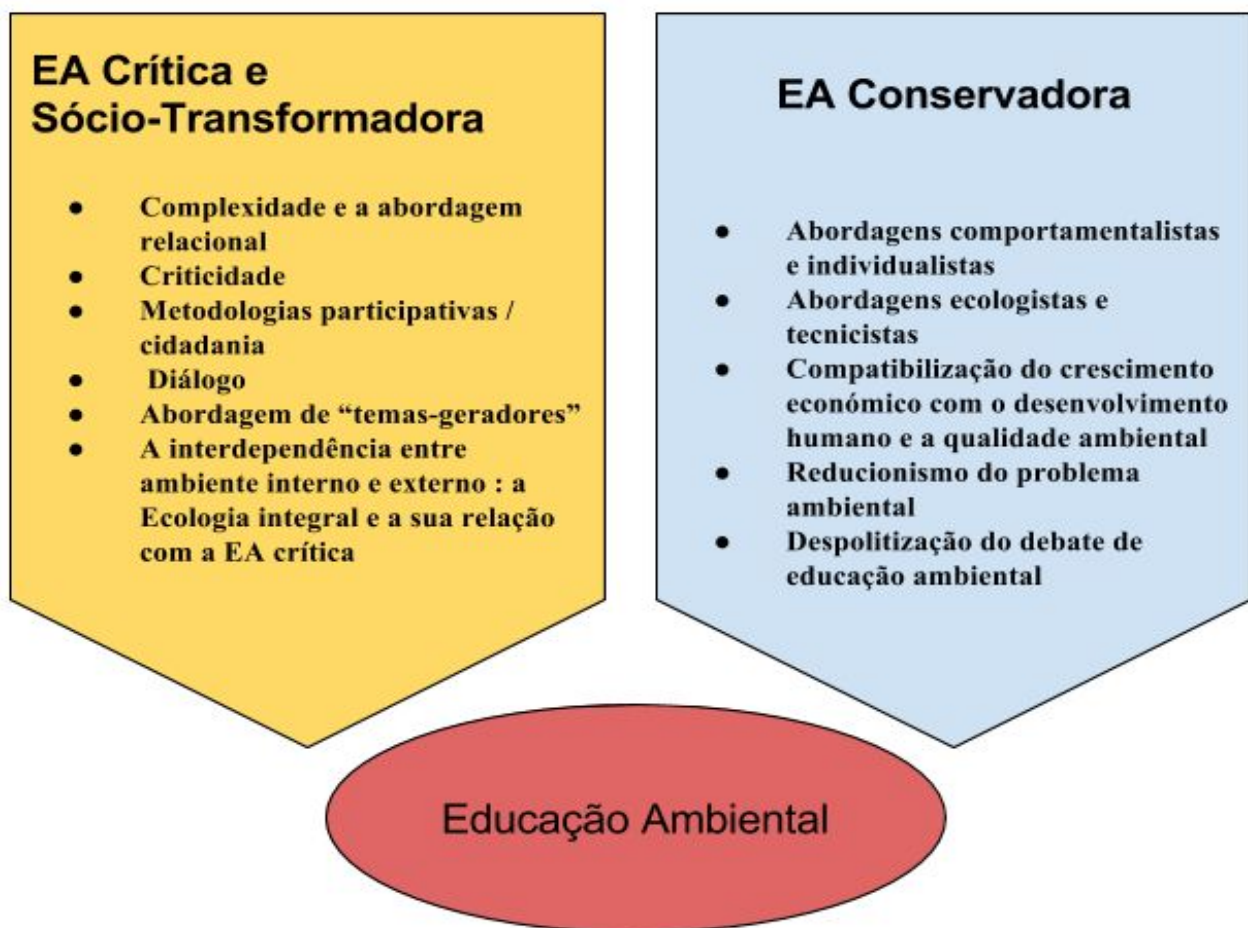 EA Crítica e
Sócio-Transformadora
● Complexidade e a abordagem
relacional
● Criticidade
● Metodologias participativas /
cidadania
● Diálogo
● Abordagem de “temas-geradores”
● A interdependência entre
ambiente interno e externo : a
Ecologia integral e a sua relação
com a EA crítica
EA Conservadora
● Abordagens comportamentalistas
e individualistas
● Abordagens ecologistas e
tecnicistas
● Compatibilização do crescimento
económico com o desenvolvimento
humano e a qualidade ambiental
● Reducionismo do problema
ambiental
● Despolitização do debate de
educação ambiental
Educação Ambiental